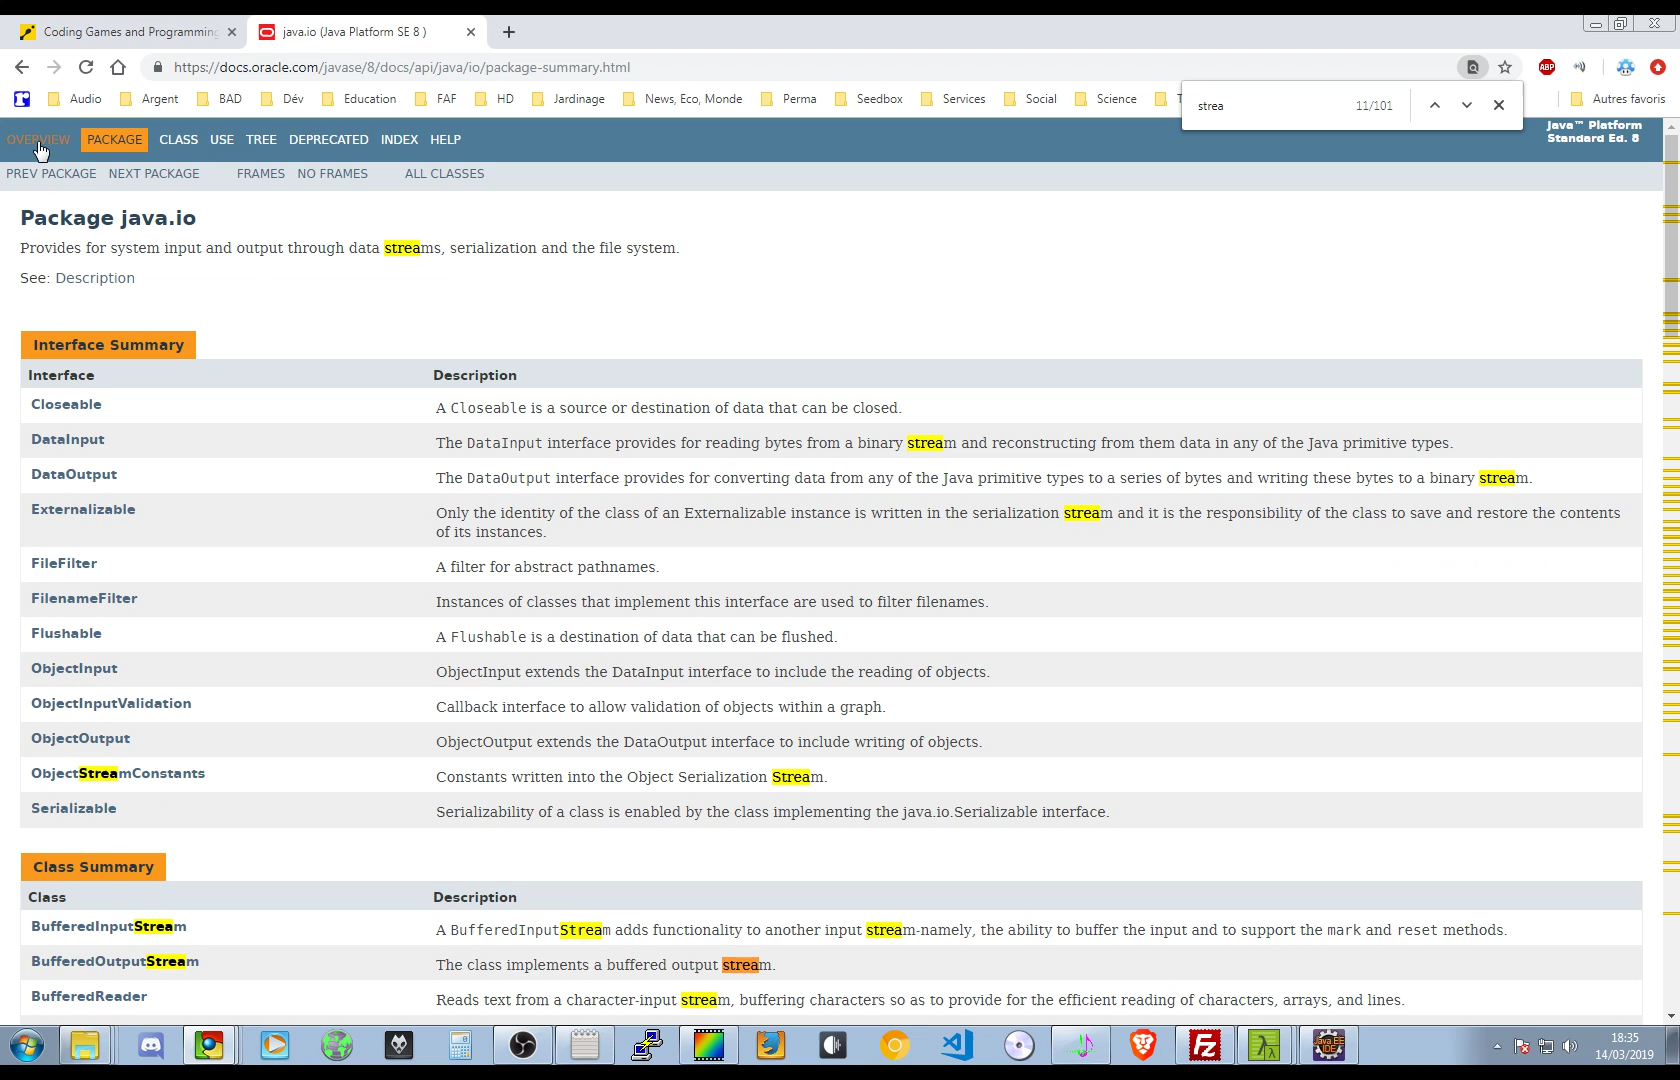 Coding Games and Programming
java.io (Java Platform SE 8 )
https://docs.oracle.com/javase/8/docs/api/java/io/package-summary.html
ABP
Audio Argent BAD Dév Education FAF HD Jardinage News, Eco, Monde Perma Seedbox Services Social Science T Autres favoris
strea 11/101
OVERVIEW PACKAGE CLASS USE TREE DEPRECATED INDEX HELP
Java™ Platform
Standard Ed. 8
PREV PACKAGE NEXT PACKAGE FRAMES NO FRAMES ALL CLASSES
Package java.io
Provides for system input and output through data streams, serialization and the file system.
See: Description
Interface Summary
Interface Description
Closeable A Closeable is a source or destination of data that can be closed.
DataInput The DataInput interface provides for reading bytes from a binary stream and reconstructing from them data in any of the Java primitive types.
DataOutput The DataOutput interface provides for converting data from any of the Java primitive types to a series of bytes and writing these bytes to a binary stream.
Externalizable Only the identity of the class of an Externalizable instance is written in the serialization stream and it is the responsibility of the class to save and restore the contents
of its instances.
FileFilter A filter for abstract pathnames.
FilenameFilter Instances of classes that implement this interface are used to filter filenames.
Flushable A Flushable is a destination of data that can be flushed.
ObjectInput ObjectInput extends the DataInput interface to include the reading of objects.
ObjectInputValidation Callback interface to allow validation of objects within a graph.
ObjectOutput ObjectOutput extends the DataOutput interface to include writing of objects.
ObjectStreamConstants Constants written into the Object Serialization Stream.
Serializable Serializability of a class is enabled by the class implementing the java.io.Serializable interface.
Class Summary
Class Description
BufferedInputStream A BufferedInputStream adds functionality to another input stream-namely, the ability to buffer the input and to support the mark and reset methods.
BufferedOutputStream The class implements a buffered output stream.
BufferedReader Reads text from a character-input stream, buffering characters so as to provide for the efficient reading of characters, arrays, and lines.
Fz
λ
Java EE
IDE
18:35
14/03/2019